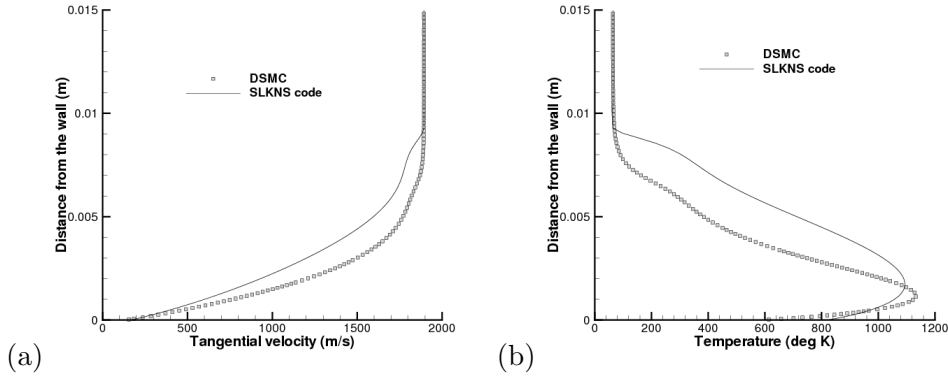 0.015
DSMC
SLKNS code
0.01
0.005
0
Distance from the wall (m)
0 500 1000 1500 2000
Tangential velocity (m/s)
(a)
0.015
DSMC
SLKNS code
0.01
0.005
0
Distance from the wall (m)
0 200 400 600 800 1000 1200
Temperature (deg K)
(b)